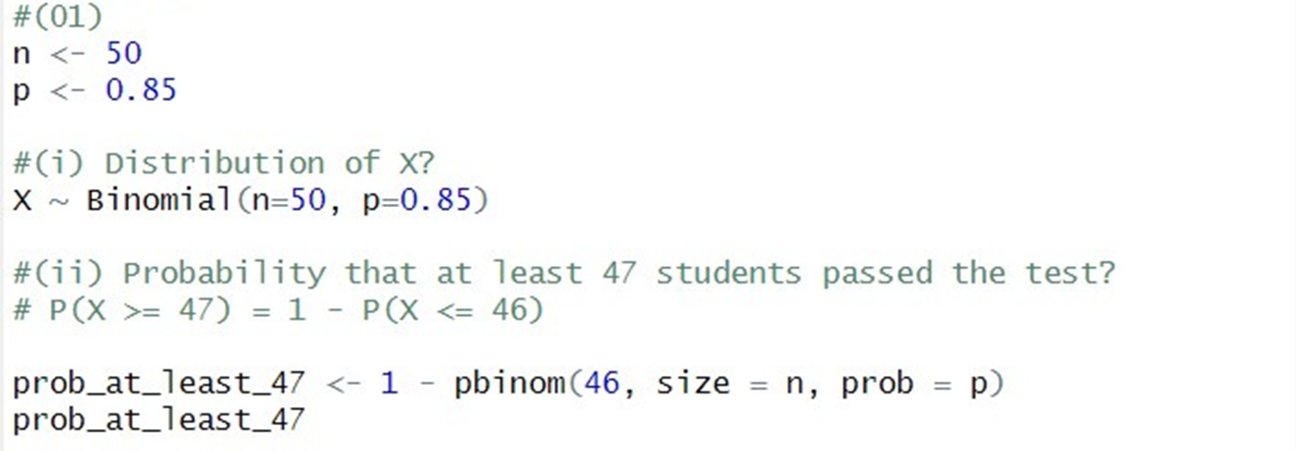 #(01)
n <- 50
p <- 0.85
#(i) Distribution of X?
X ~ Binomial(n=50, p=0.85)
#(ii) Probability that at least 47 students passed the test?
# P(X >= 47) = 1 - P(X <= 46)
prob_at_least_47 <- 1 - pbinom(46, size = n, prob = p)
prob_at_least_47